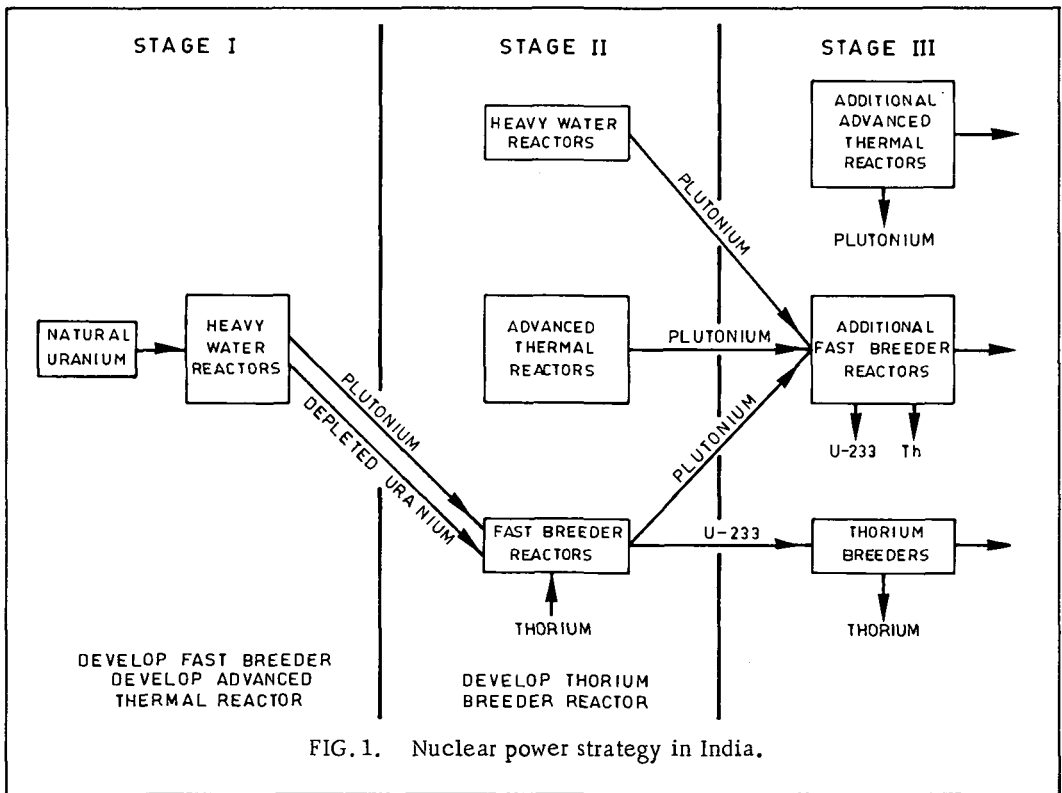 STAGE I
STAGE II
STAGE III
NATURAL
URANIUM
HEAVY
WATER
REACTORS
PLUTONIUM
DEPLETED URANIUM
DEVELOP FAST BREEDER
DEVELOP ADVANCED
THERMAL REACTOR
HEAVY WATER
REACTORS
PLUTONIUM
ADVANCED
THERMAL
REACTORS
PLUTONIUM
PLUTONIUM
FAST BREEDER
REACTORS
U-233
THORIUM
DEVELOP THORIUM
BREEDER REACTOR
ADDITIONAL
ADVANCED
THERMAL
REACTORS
PLUTONIUM
ADDITIONAL
FAST BREEDER
REACTORS
U-233 Th
THORIUM
BREEDERS
THORIUM
FIG. 1. Nuclear power strategy in India.